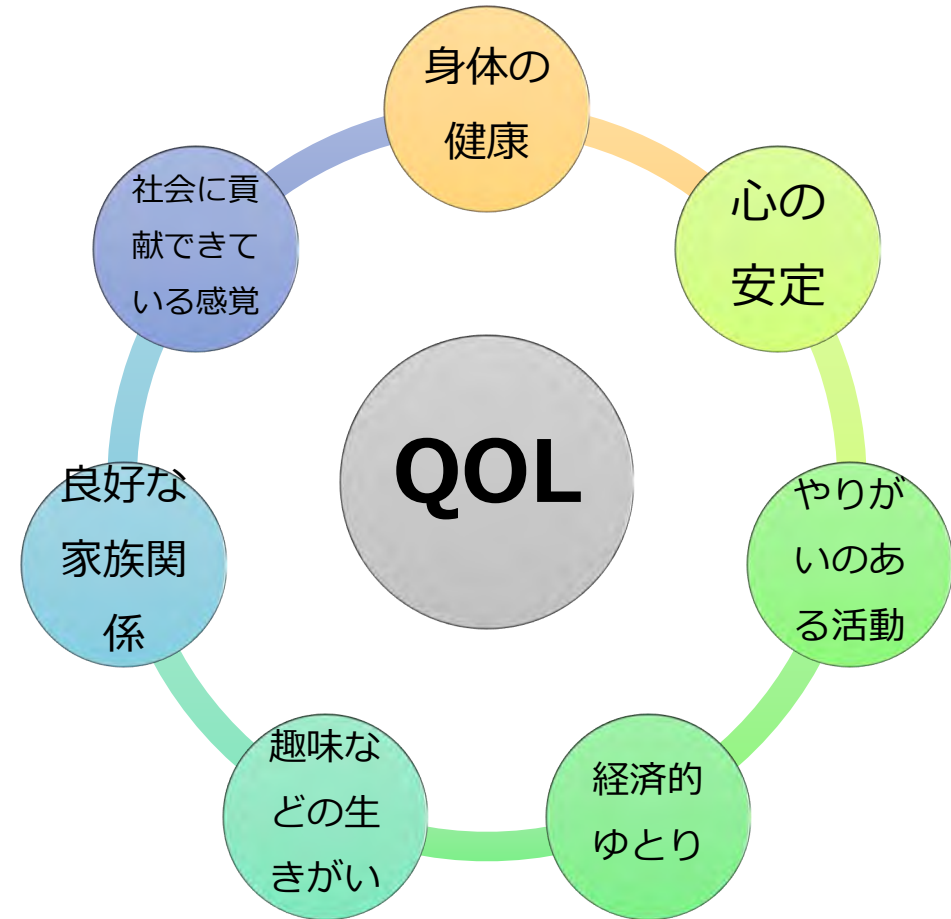 身体の
健康
心の
安定
やりが
いのあ
る活動
経済的
ゆとり
趣味な
どの生
きがい
良好な
家族関
係
社会に貢
献できて
いる感覚
QOL